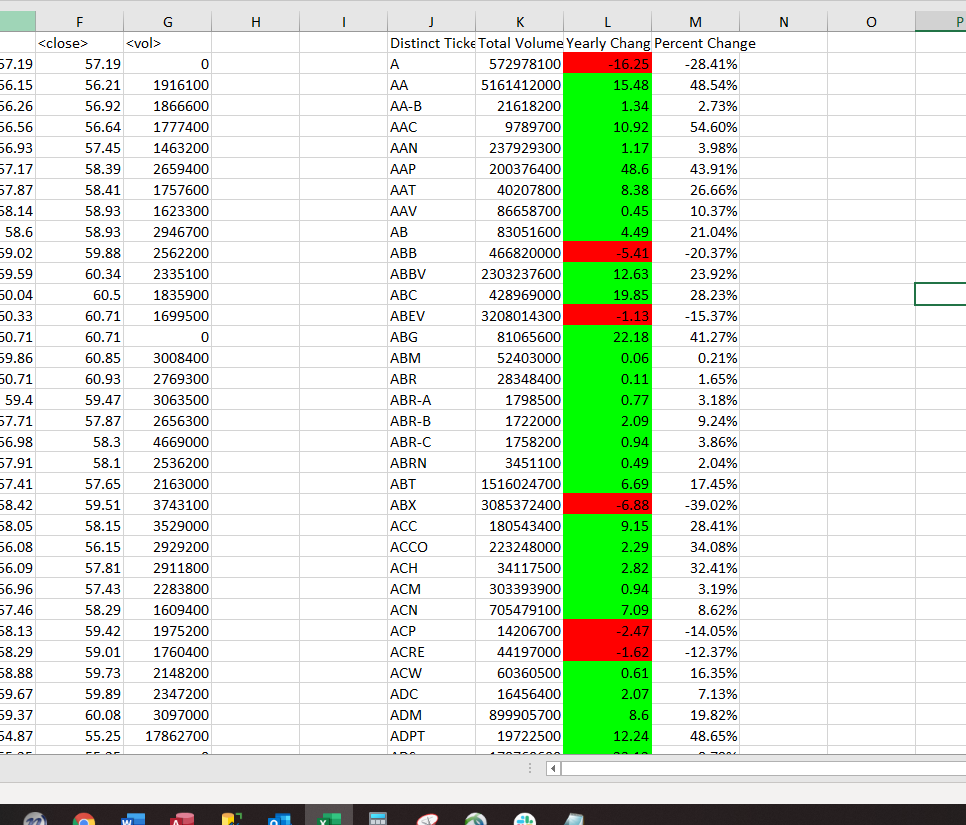 F G H I J K L M N O P
<close> <vol> Distinct Ticke Total Volume Yearly Chang Percent Change
57.19 57.19 0 A 572978100 -16.25 -28.41%
56.15 56.21 1916100 AA 5161412000 15.48 48.54%
56.26 56.92 1866600 AA-B 21618200 1.34 2.73%
56.56 56.64 1777400 AAC 9789700 10.92 54.60%
56.93 57.45 1463200 AAN 237929300 1.17 3.98%
57.17 58.39 2659400 AAP 200376400 48.6 43.91%
57.87 58.41 1757600 AAT 40207800 8.38 26.66%
58.14 58.93 1623300 AAV 86658700 0.45 10.37%
58.6 58.93 2946700 AB 83051600 4.49 21.04%
59.02 59.88 2562200 ABB 466820000 -5.41 -20.37%
59.59 60.34 2335100 ABBV 2303237600 12.63 23.92%
60.04 60.5 1835900 ABC 428969000 19.85 28.23%
60.33 60.71 1699500 ABEV 3208014300 -1.13 -15.37%
60.71 60.71 0 ABG 81065600 22.18 41.27%
59.86 60.85 3008400 ABM 52403000 0.06 0.21%
60.71 60.93 2769300 ABR 28348400 0.11 1.65%
59.4 59.47 3063500 ABR-A 1798500 0.77 3.18%
57.71 57.87 2656300 ABR-B 1722000 2.09 9.24%
56.98 58.3 4669000 ABR-C 1758200 0.94 3.86%
57.91 58.1 2536200 ABRN 3451100 0.49 2.04%
57.41 57.65 2163000 ABT 1516024700 6.69 17.45%
58.42 59.51 3743100 ABX 3085372400 -6.88 -39.02%
58.05 58.15 3529000 ACC 180543400 9.15 28.41%
56.08 56.15 2929200 ACCO 223248000 2.29 34.08%
56.09 57.81 2911800 ACH 34117500 2.82 32.41%
56.96 57.43 2283800 ACM 303393900 0.94 3.19%
57.46 58.29 1609400 ACN 705479100 7.09 8.62%
58.13 59.42 1975200 ACP 14206700 -2.47 -14.05%
58.29 59.01 1760400 ACRE 44197000 -1.62 -12.37%
58.88 59.73 2148200 ACW 60360500 0.61 16.35%
59.67 59.89 2347200 ADC 16456400 2.07 7.13%
59.37 60.08 3097000 ADM 899905700 8.6 19.82%
54.87 55.25 17862700 ADPT 19722500 12.24 48.65%